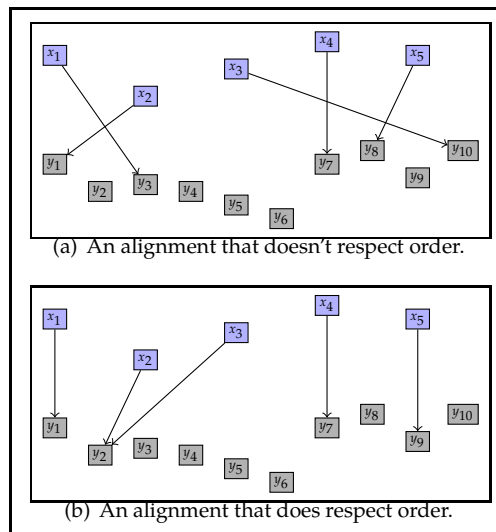 x1 x2 x3 x4 x5
y1 y2 y3 y4 y5 y6 y7 y8 y9 y10
(a) An alignment that doesn't respect order.
x1 x2 x3 x4 x5
y1 y2 y3 y4 y5 y6 y7 y8 y9 y10
(b) An alignment that does respect order.